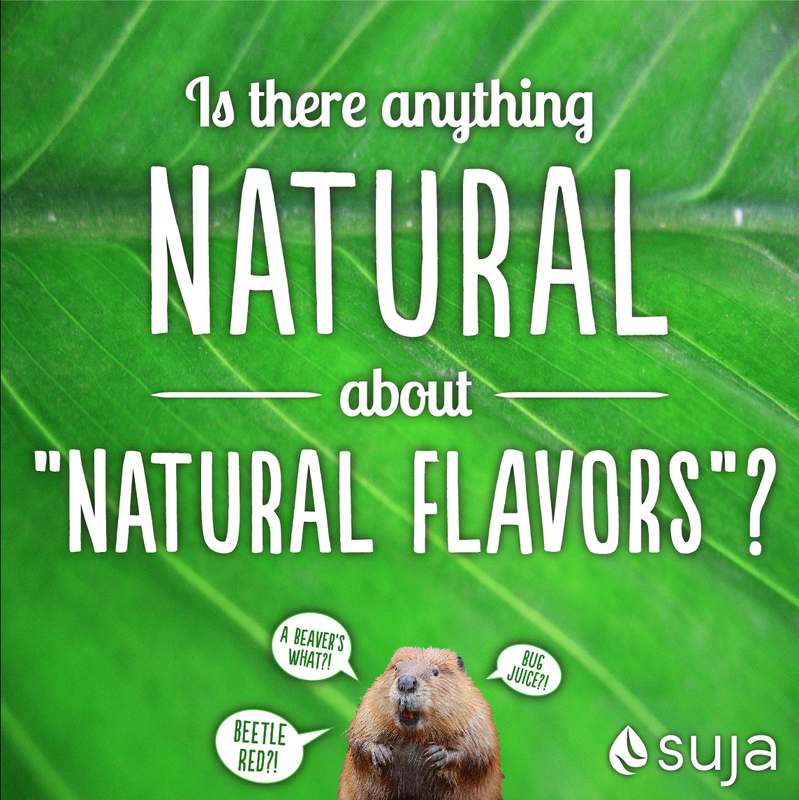 Is there anything
NATURAL
about
"NATURAL FLAVORS"?
A BEAVER'S
WHAT?!
BUG
JUICE?!
BEETLE
RED?!
suja